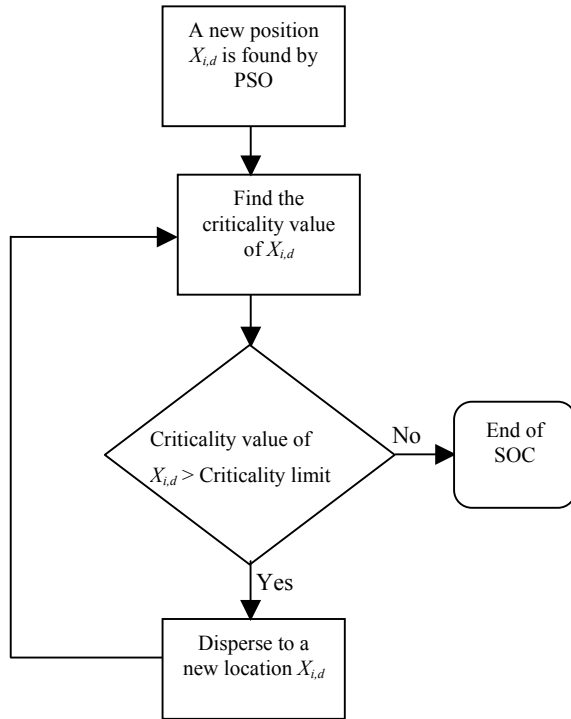 A new position
X_{i,d} is found by
PSO
Find the
criticality value
of X_{i,d}
Criticality value of
X_{i,d} > Criticality limit
No
End of
SOC
Yes
Disperse to a
new location X_{i,d}